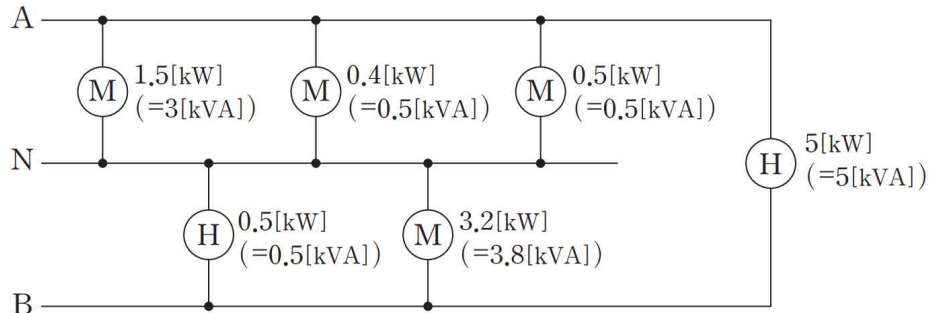 A
M 1.5[kW]
(=3[kVA])
M 0.4[kW]
(=0.5[kVA])
M 0.5[kW]
(=0.5[kVA])
N
H 5[kW]
(=5[kVA])
H 0.5[kW]
(=0.5[kVA])
M 3.2[kW]
(=3.8[kVA])
B